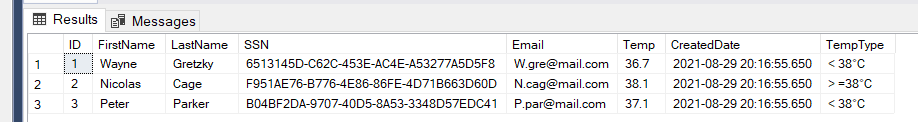 Results Messages
ID FirstName LastName SSN Email Temp CreatedDate TempType
1 1 Wayne Gretzky 6513145D-C62C-453E-AC4E-A53277A5D5F8 W.gre@mail.com 36.7 2021-08-29 20:16:55.650 < 38°C
2 2 Nicolas Cage F951AE76-B776-4E86-86FE-4D71B663D60D N.cag@mail.com 38.1 2021-08-29 20:16:55.650 > =38°C
3 3 Peter Parker B04BF2DA-9707-40D5-8A53-3348D57EDC41 P.par@mail.com 37.1 2021-08-29 20:16:55.650 < 38°C